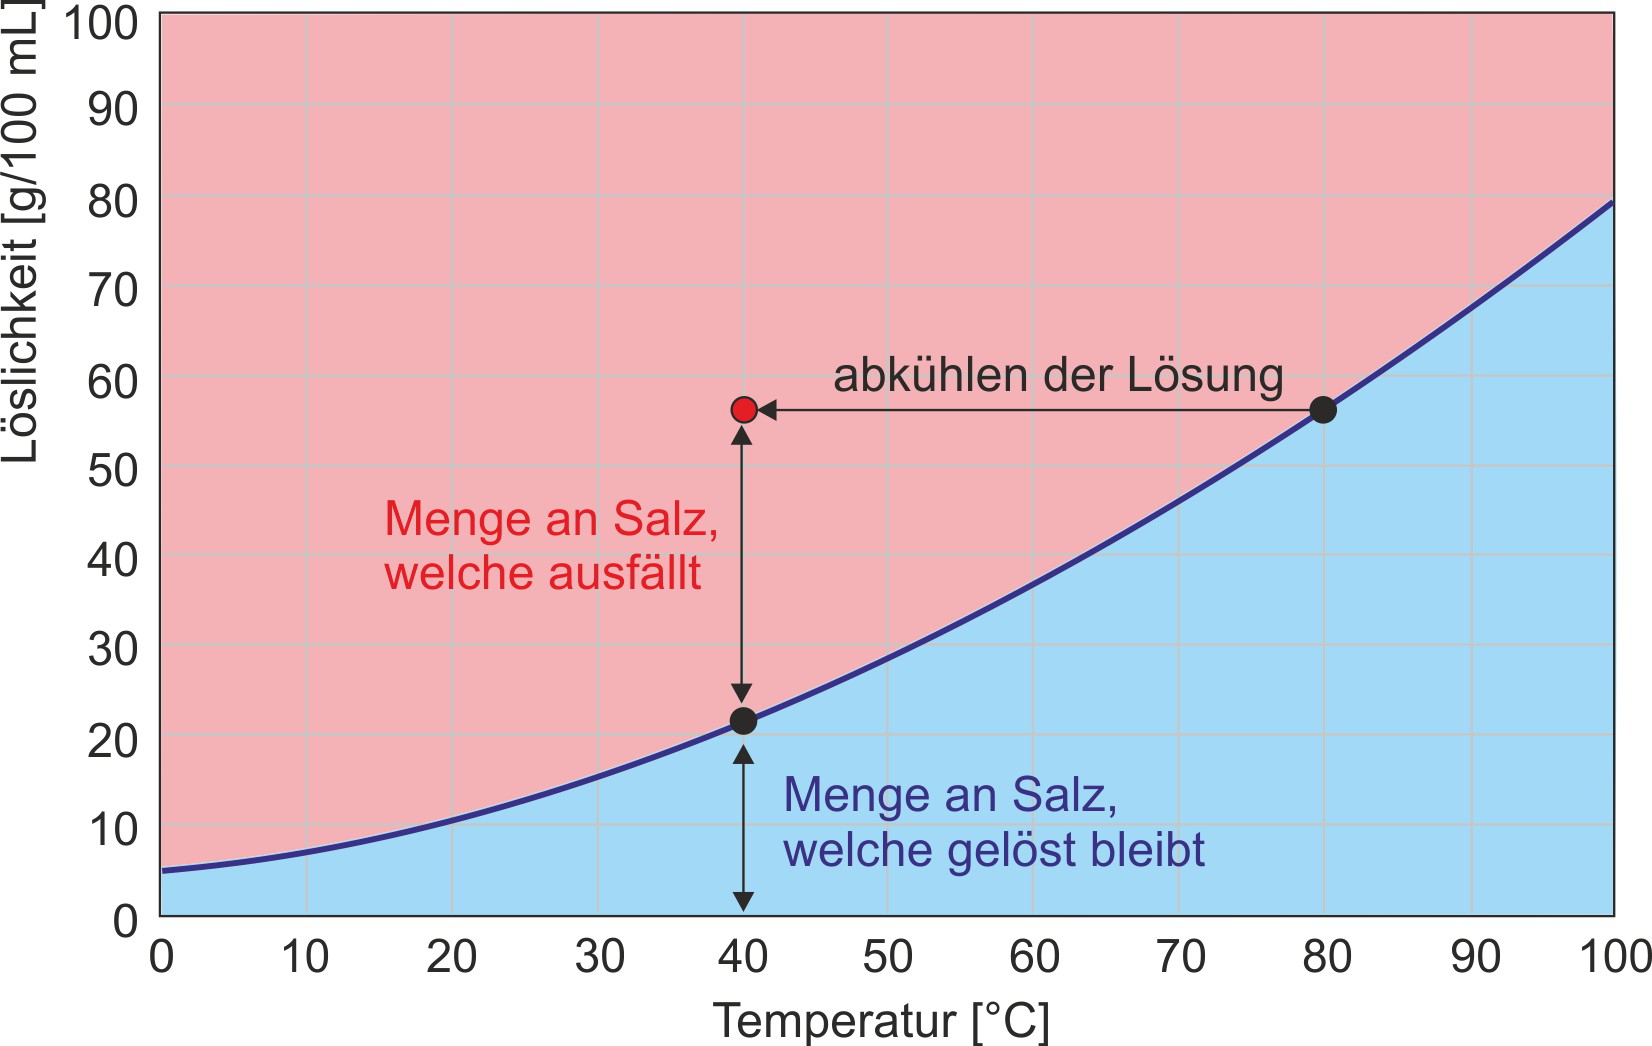 Löslichkeit [g/100 mL]
100
90
80
70
60
50
40
30
20
10
0
abkühlen der Lösung
Menge an Salz,
welche ausfällt
Menge an Salz,
welche gelöst bleibt
0 10 20 30 40 50 60 70 80 90 100
Temperatur [°C]